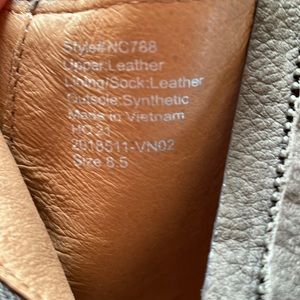 Style#NC788
Upper:Leather
Lining/Sock:Leather
Outsole:Synthetic
Made in Vietnam
HO 21
2018511-VN02
Size 8.5